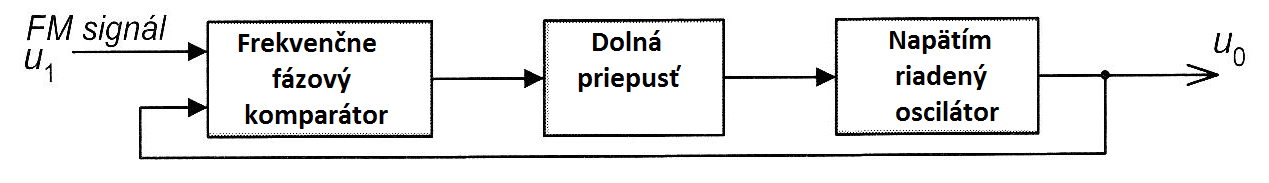 FM signál
u1
Frekvenčne
fázový
komparátor
Dolná
priepusť
Napätím
riadený
oscilátor
u0